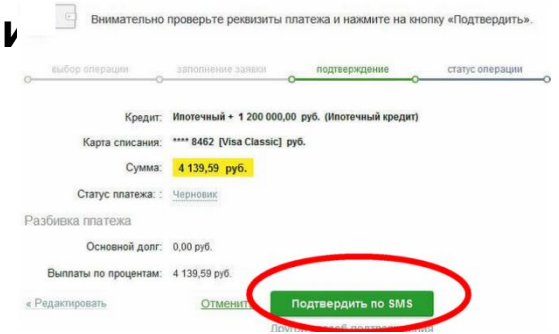 Внимательно проверьте реквизиты платежа и нажмите на кнопку «Подтвердить».
и
выбор операции заполнение заявки подтверждение статус операции
Кредит: Ипотечный + 1 200 000,00 руб. (Ипотечный кредит)
Карта списания: **** 8462 [Visa Classic] руб.
Сумма: 4 139,59 руб.
Статус платежа: : Черновик
Разбивка платежа
Основной долг: 0,00 руб.
Выплаты по процентам: 4 139,59 руб.
« Редактировать Отменить Подтвердить по SMS
Другой способ подтверждения